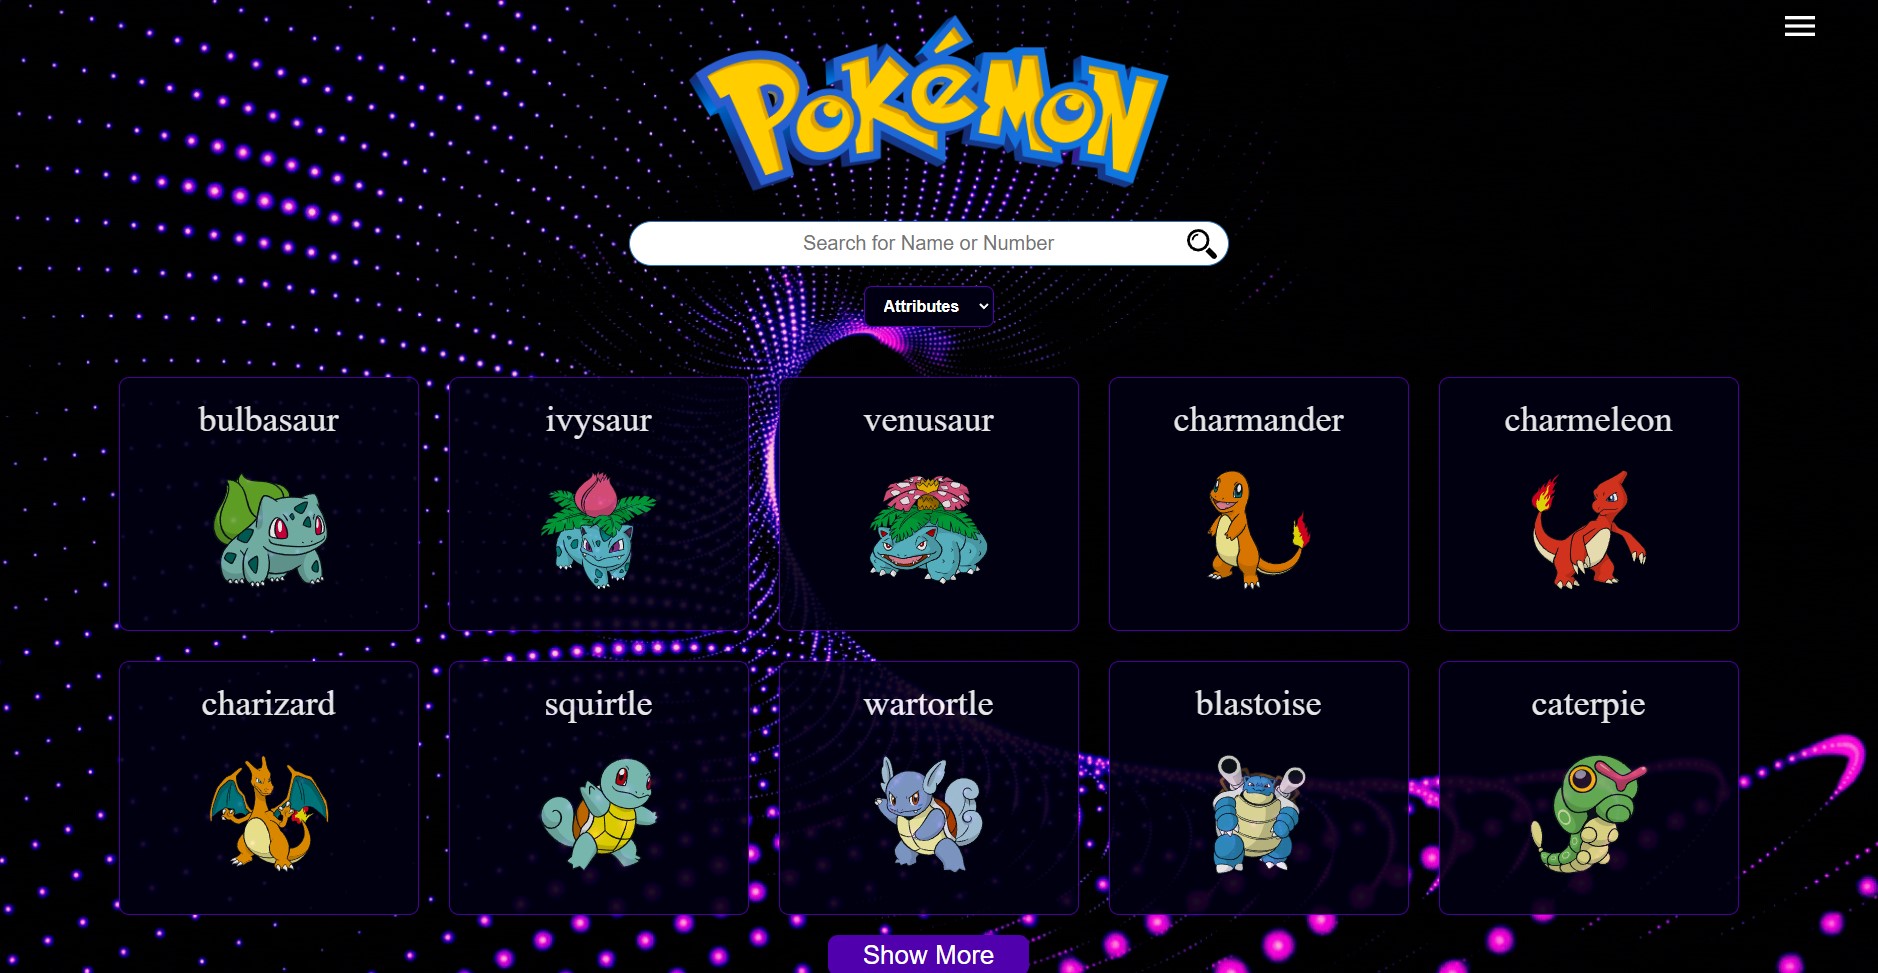 Pokémon
Search for Name or Number
Attributes
bulbasaur
ivysaur
venusaur
charmander
charmeleon
charizard
squirtle
wartortle
blastoise
caterpie
Show More